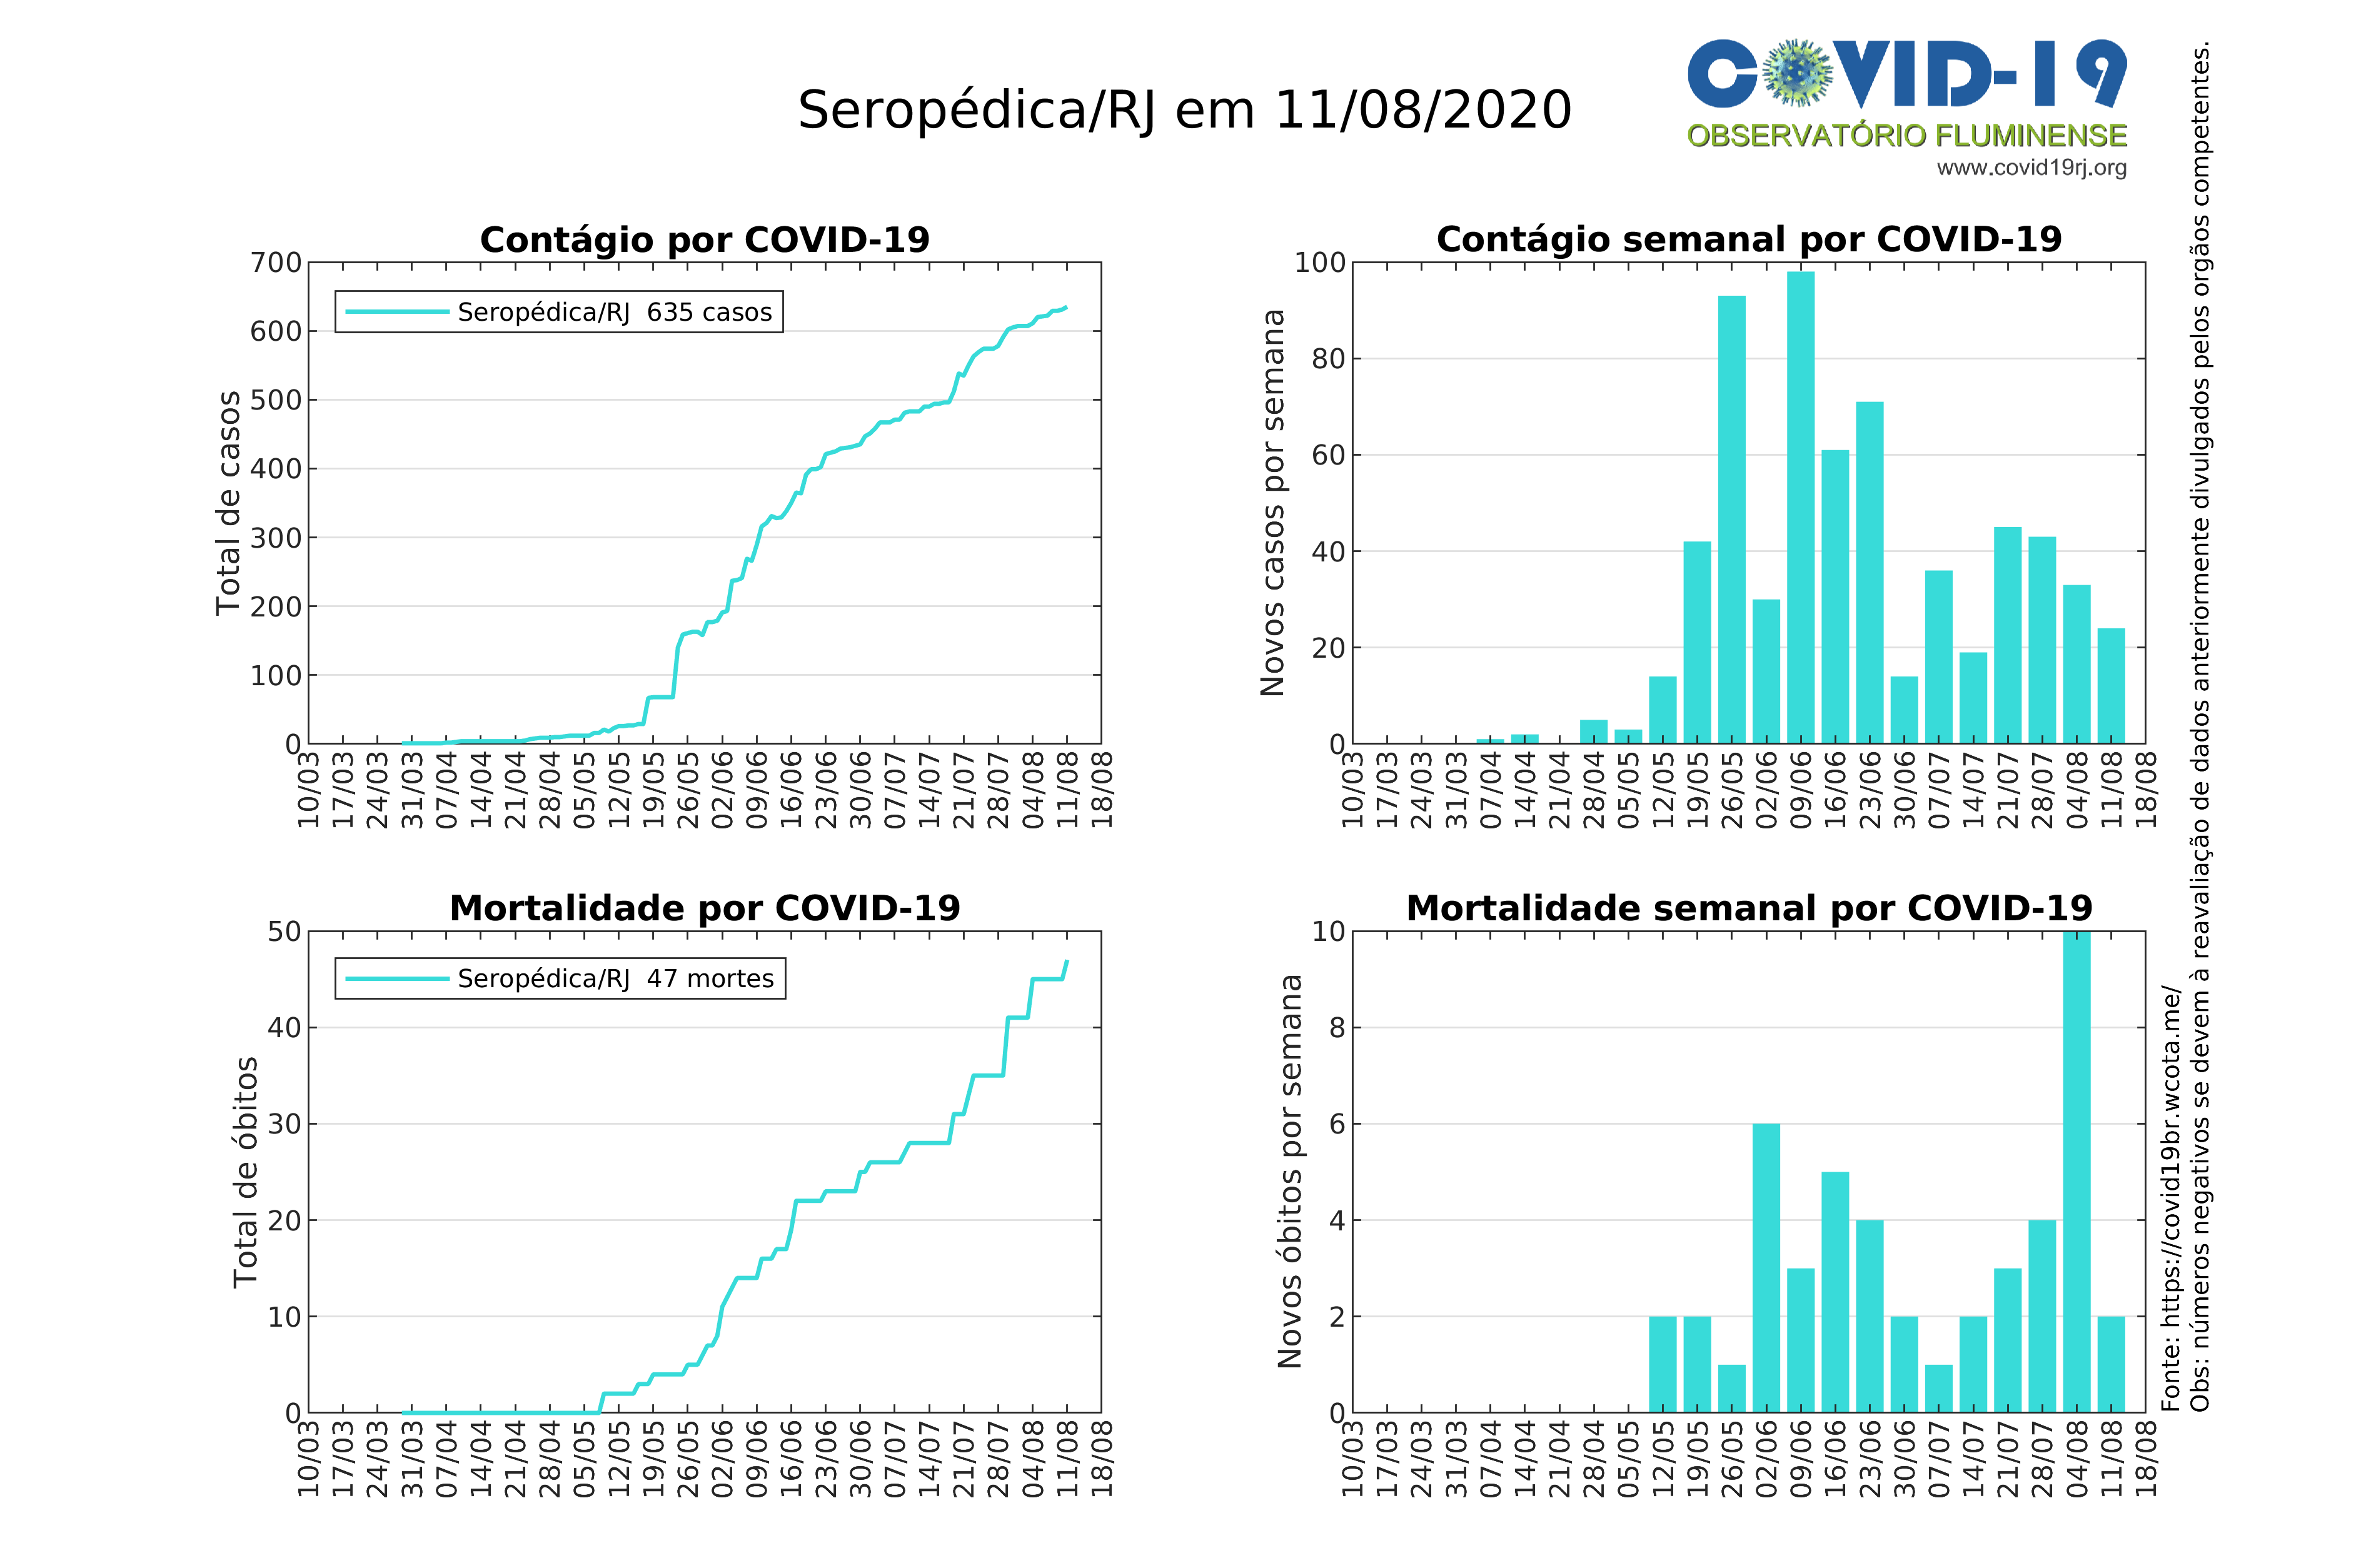 Seropédica/RJ em 11/08/2020
COVID-19
OBSERVATÓRIO FLUMINENSE
www.covid19rj.org
Contágio por COVID-19
Total de casos
700
600
500
400
300
200
100
0
Seropédica/RJ 635 casos
10/03 17/03 24/03 31/03 07/04 14/04 21/04 28/04 05/05 12/05 19/05 26/05 02/06 09/06 16/06 23/06 30/06 07/07 14/07 21/07 28/07 04/08 11/08 18/08
Contágio semanal por COVID-19
Novos casos por semana
100
80
60
40
20
0
10/03 17/03 24/03 31/03 07/04 14/04 21/04 28/04 05/05 12/05 19/05 26/05 02/06 09/06 16/06 23/06 30/06 07/07 14/07 21/07 28/07 04/08 11/08 18/08
Mortalidade por COVID-19
Total de óbitos
50
40
30
20
10
0
Seropédica/RJ 47 mortes
10/03 17/03 24/03 31/03 07/04 14/04 21/04 28/04 05/05 12/05 19/05 26/05 02/06 09/06 16/06 23/06 30/06 07/07 14/07 21/07 28/07 04/08 11/08 18/08
Mortalidade semanal por COVID-19
Novos óbitos por semana
10
8
6
4
2
0
10/03 17/03 24/03 31/03 07/04 14/04 21/04 28/04 05/05 12/05 19/05 26/05 02/06 09/06 16/06 23/06 30/06 07/07 14/07 21/07 28/07 04/08 11/08 18/08
Fonte: https://covid19br.wcota.me/
Obs: números negativos se devem à reavaliação de dados anteriormente divulgados pelos orgãos competentes.